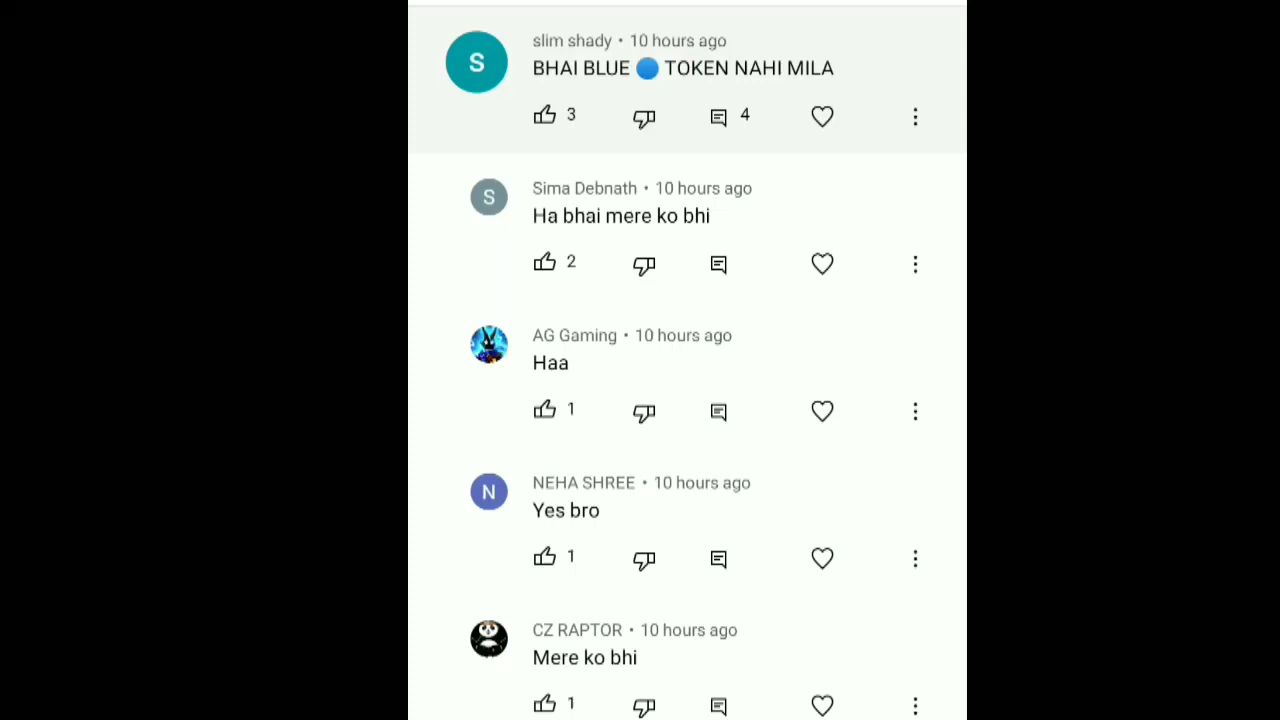 S
slim shady • 10 hours ago
BHAI BLUE 🔵 TOKEN NAHI MILA
3 4
S
Sima Debnath • 10 hours ago
Ha bhai mere ko bhi
2
AG Gaming • 10 hours ago
Haa
1
N
NEHA SHREE • 10 hours ago
Yes bro
1
CZ RAPTOR • 10 hours ago
Mere ko bhi
1